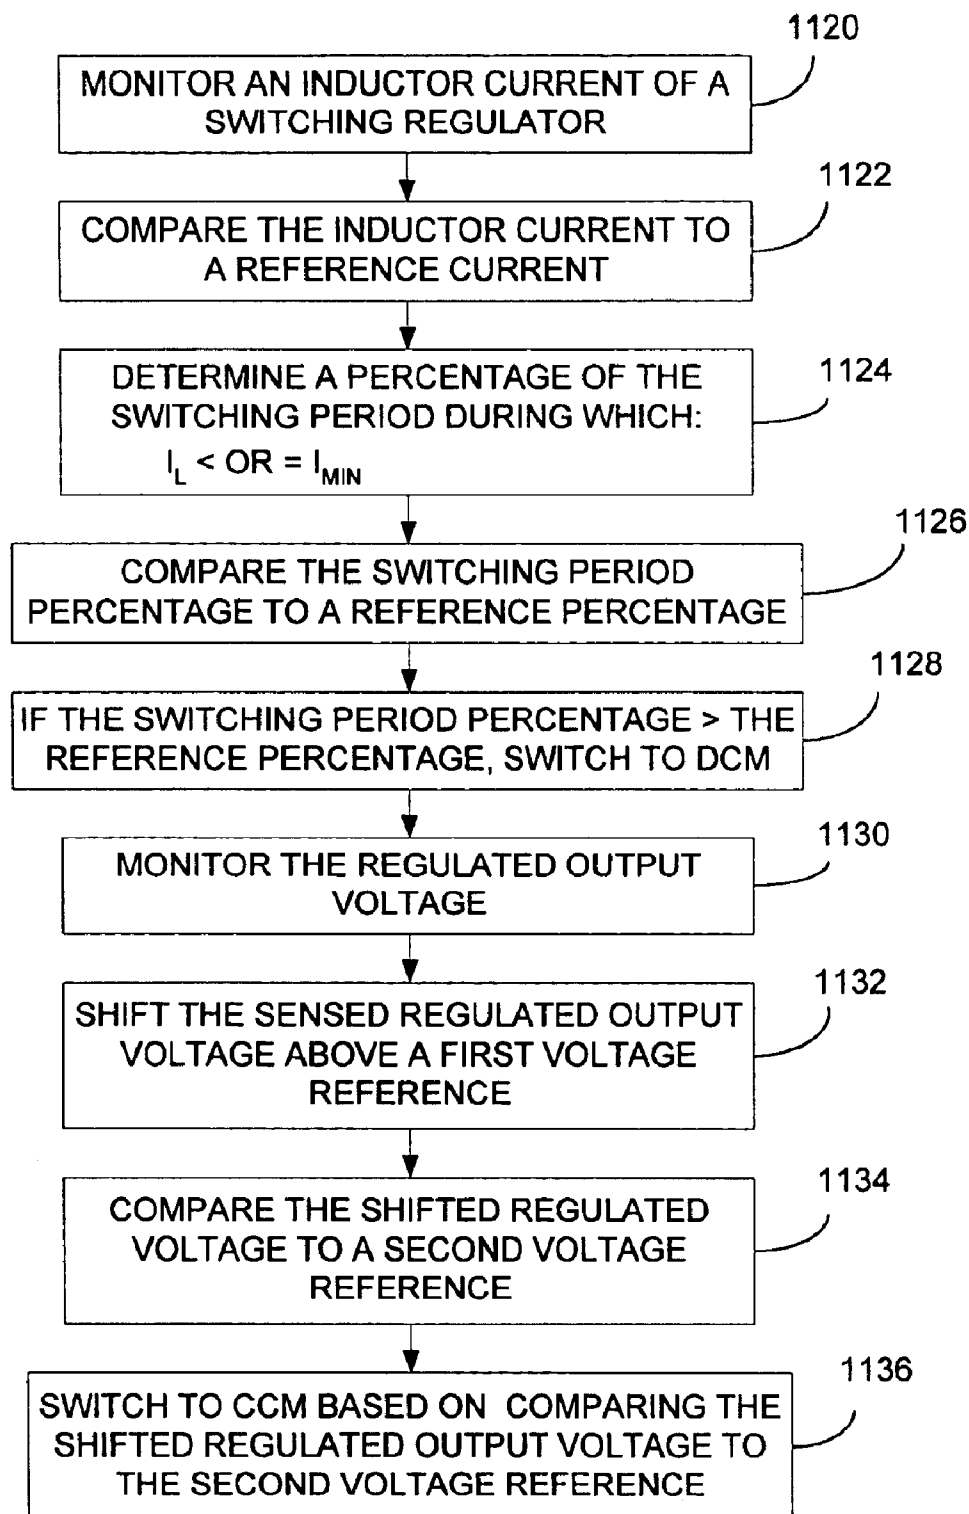 1120
MONITOR AN INDUCTOR CURRENT OF A
SWITCHING REGULATOR
1122
COMPARE THE INDUCTOR CURRENT TO
A REFERENCE CURRENT
1124
DETERMINE A PERCENTAGE OF THE
SWITCHING PERIOD DURING WHICH:
I_L < OR = I_MIN
1126
COMPARE THE SWITCHING PERIOD
PERCENTAGE TO A REFERENCE PERCENTAGE
1128
IF THE SWITCHING PERIOD PERCENTAGE > THE
REFERENCE PERCENTAGE, SWITCH TO DCM
1130
MONITOR THE REGULATED OUTPUT
VOLTAGE
1132
SHIFT THE SENSED REGULATED OUTPUT
VOLTAGE ABOVE A FIRST VOLTAGE
REFERENCE
1134
COMPARE THE SHIFTED REGULATED
VOLTAGE TO A SECOND VOLTAGE
REFERENCE
1136
SWITCH TO CCM BASED ON COMPARING THE
SHIFTED REGULATED OUTPUT VOLTAGE TO
THE SECOND VOLTAGE REFERENCE